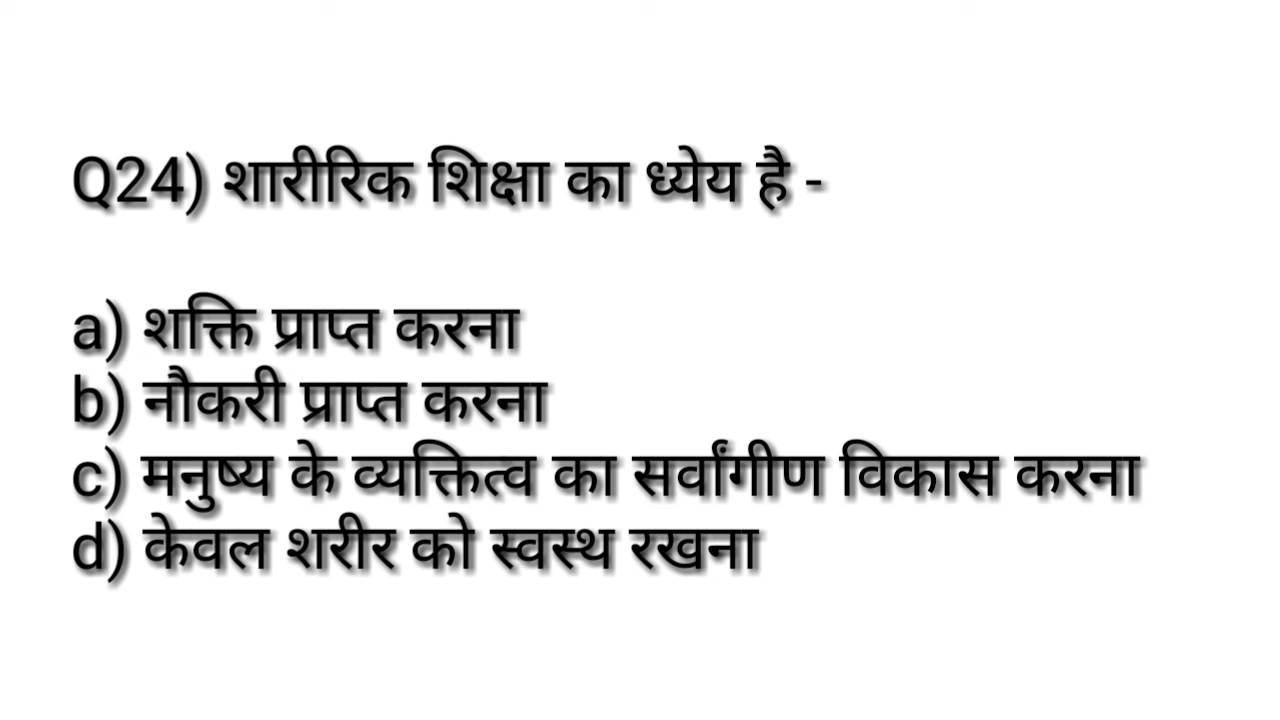 Q24) शारीरिक शिक्षा का ध्येय है -
a) शक्ति प्राप्त करना
b) नौकरी प्राप्त करना
c) मनुष्य के व्यक्तित्व का सर्वांगीण विकास करना
d) केवल शरीर को स्वस्थ रखना